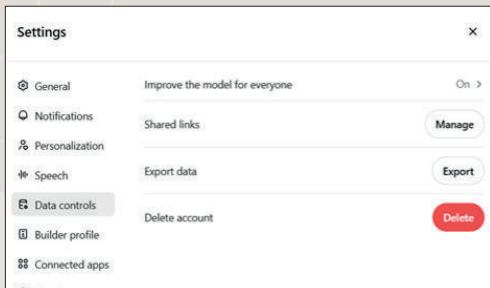 Settings
General
Notifications
Personalization
Speech
Data controls
Builder profile
Connected apps
Improve the model for everyone On
Shared links Manage
Export data Export
Delete account Delete